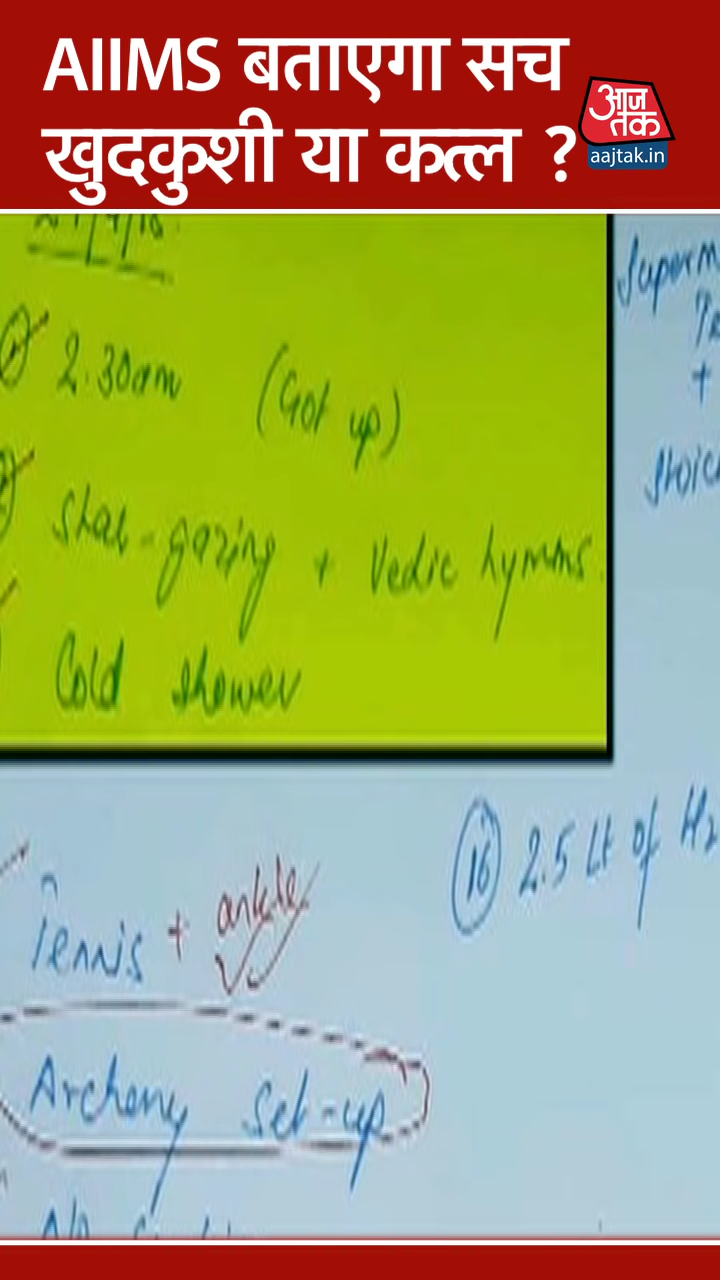 AIIMS बताएगा सच
खुदकुशी या कत्ल ?
आज
तक
aajtak.in
2.30am (Got up)
Star-gazing + Vedic hymns.
Cold shower
+
Tennis + ankle
16 2.5 Lt of
Archery Set-up